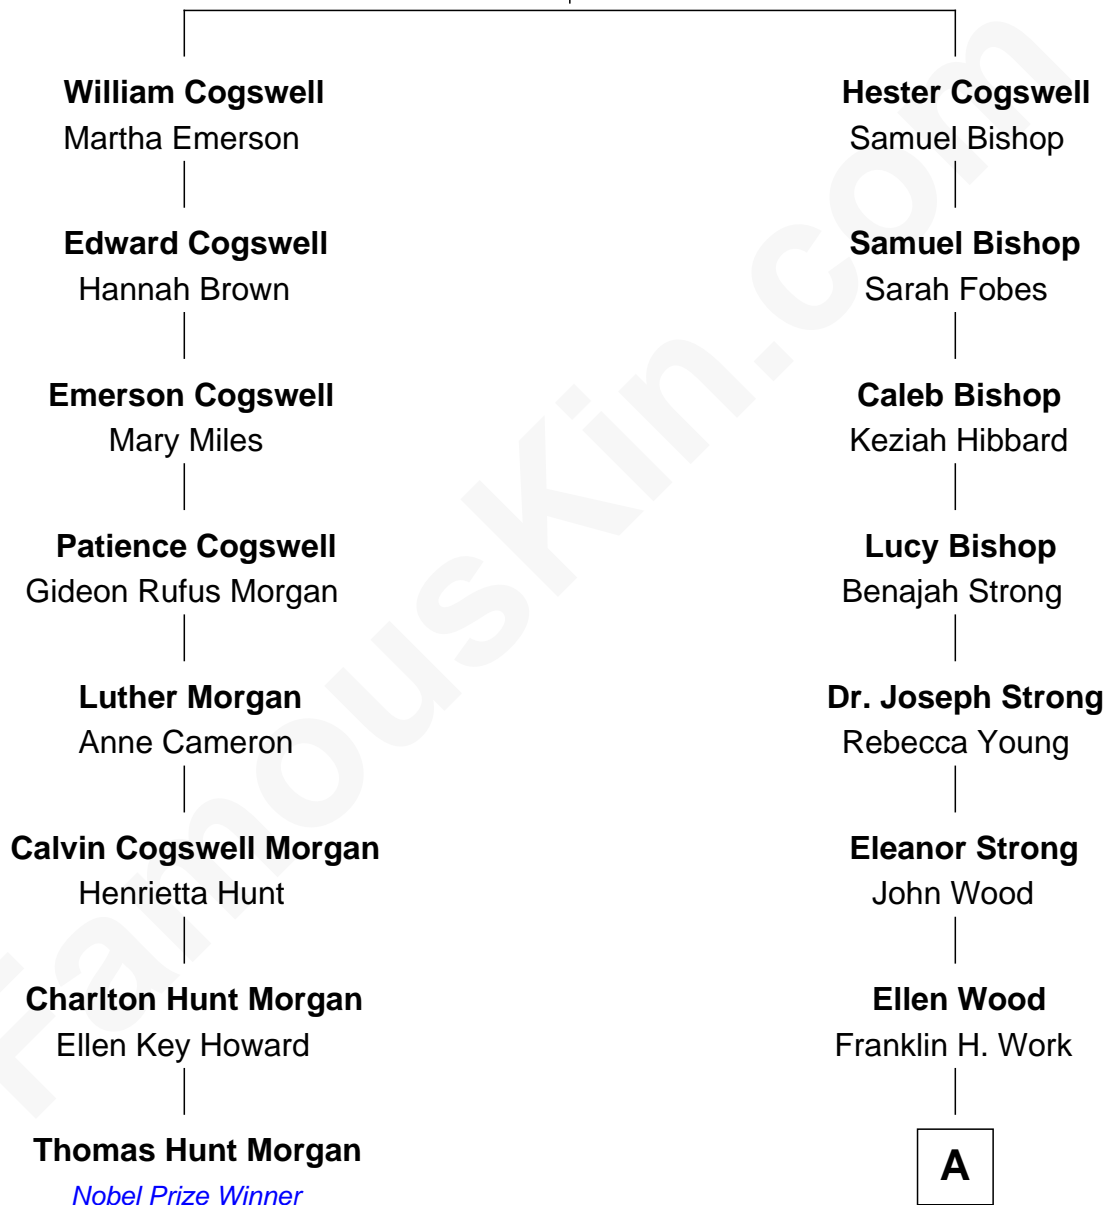 William Cogswell
Martha Emerson
Hester Cogswell
Samuel Bishop
Edward Cogswell
Hannah Brown
Samuel Bishop
Sarah Fobes
Emerson Cogswell
Mary Miles
Caleb Bishop
Keziah Hibbard
Patience Cogswell
Gideon Rufus Morgan
Lucy Bishop
Benajah Strong
Luther Morgan
Anne Cameron
Dr. Joseph Strong
Rebecca Young
Calvin Cogswell Morgan
Henrietta Hunt
Eleanor Strong
John Wood
Charlton Hunt Morgan
Ellen Key Howard
Ellen Wood
Franklin H. Work
Thomas Hunt Morgan
Nobel Prize Winner
A
FamousKin.com